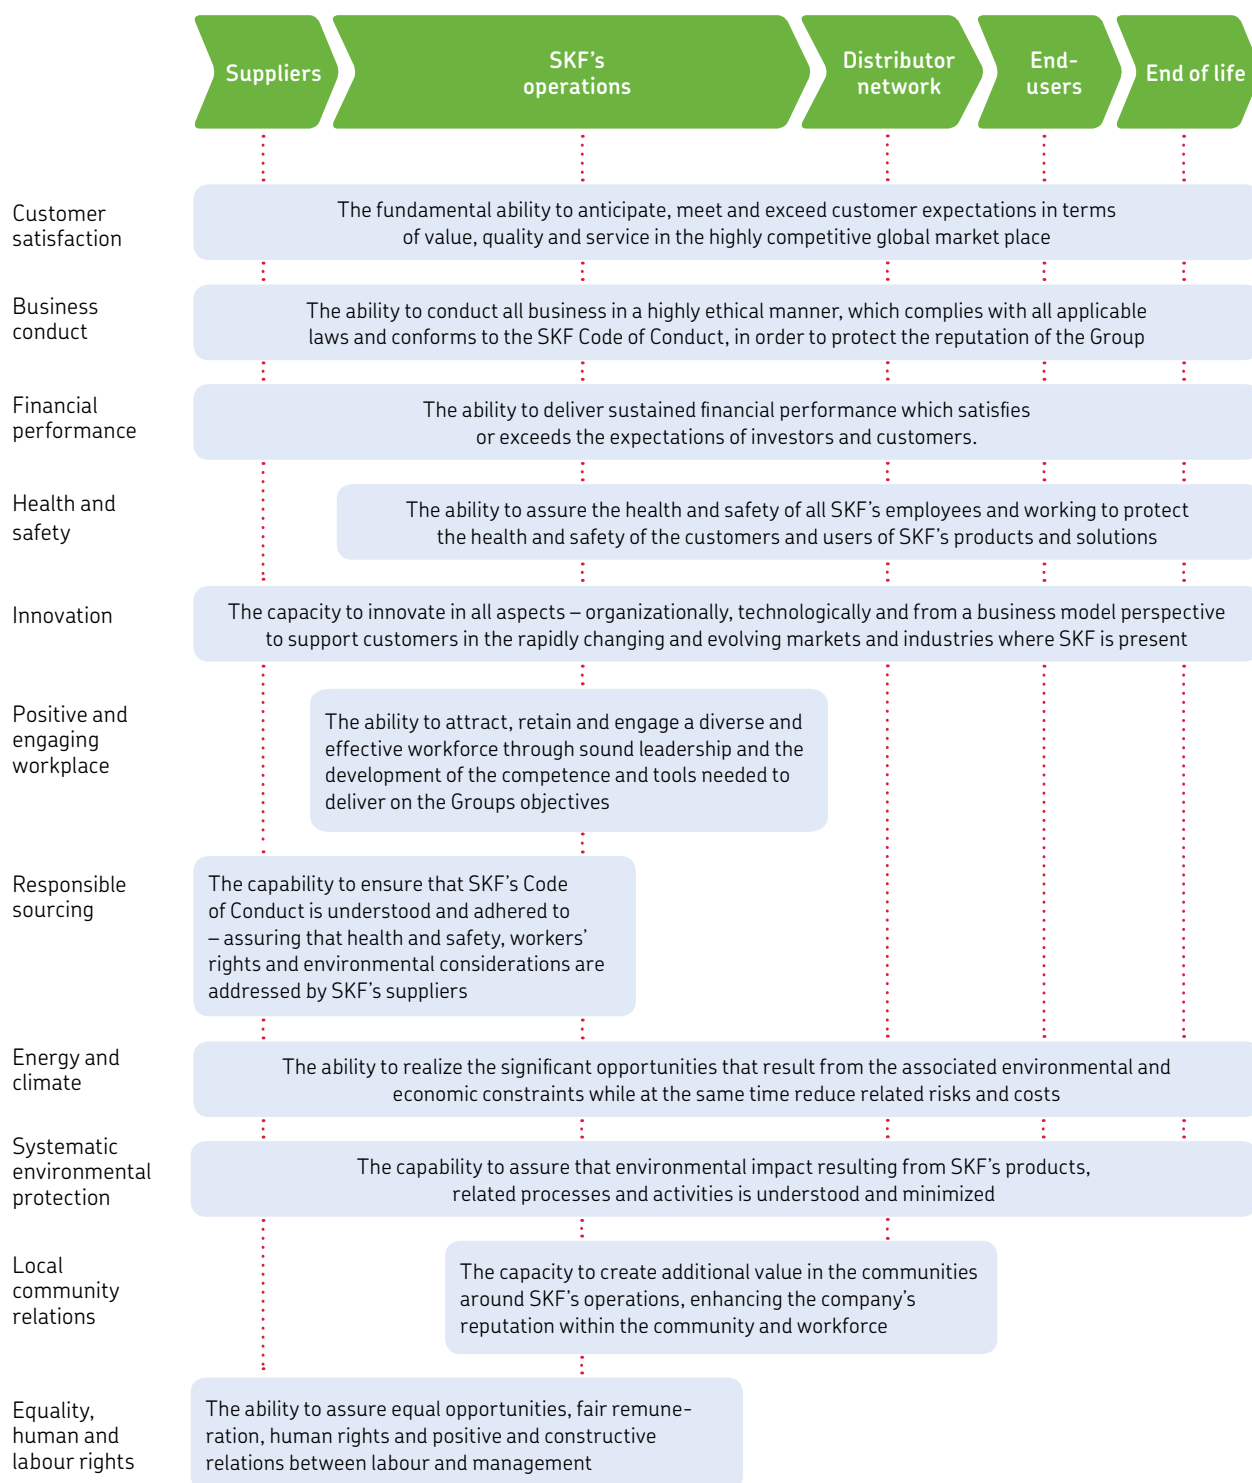 Suppliers
SKF's
operations
Distributor
network
End-
users
End of life
Customer
satisfaction
The fundamental ability to anticipate, meet and exceed customer expectations in terms
of value, quality and service in the highly competitive global market place
Business
conduct
The ability to conduct all business in a highly ethical manner, which complies with all applicable
laws and conforms to the SKF Code of Conduct, in order to protect the reputation of the Group
Financial
performance
The ability to deliver sustained financial performance which satisfies
or exceeds the expectations of investors and customers.
Health and
safety
The ability to assure the health and safety of all SKF's employees and working to protect
the health and safety of the customers and users of SKF's products and solutions
Innovation
The capacity to innovate in all aspects – organizationally, technologically and from a business model perspective
to support customers in the rapidly changing and evolving markets and industries where SKF is present
Positive and
engaging
workplace
The ability to attract, retain and engage a diverse and
effective workforce through sound leadership and the
development of the competence and tools needed to
deliver on the Groups objectives
Responsible
sourcing
The capability to ensure that SKF's Code
of Conduct is understood and adhered to
– assuring that health and safety, workers'
rights and environmental considerations are
addressed by SKF's suppliers
Energy and
climate
The ability to realize the significant opportunities that result from the associated environmental and
economic constraints while at the same time reduce related risks and costs
Systematic
environmental
protection
The capability to assure that environmental impact resulting from SKF's products,
related processes and activities is understood and minimized
Local
community
relations
The capacity to create additional value in the communities
around SKF's operations, enhancing the company's
reputation within the community and workforce
Equality,
human and
labour rights
The ability to assure equal opportunities, fair remune-
ration, human rights and positive and constructive
relations between labour and management